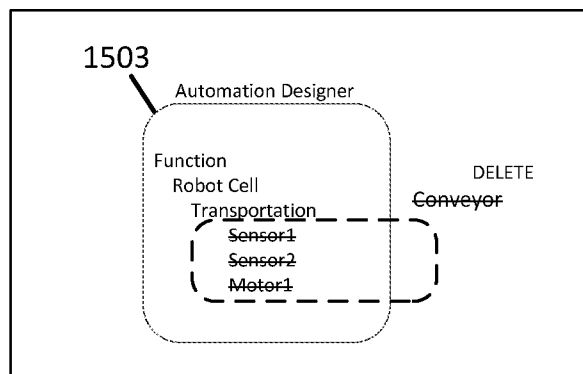 1503
Automation Designer
Function
Robot Cell
DELETE
Conveyor
Transportation
Sensor1
Sensor2
Motor1